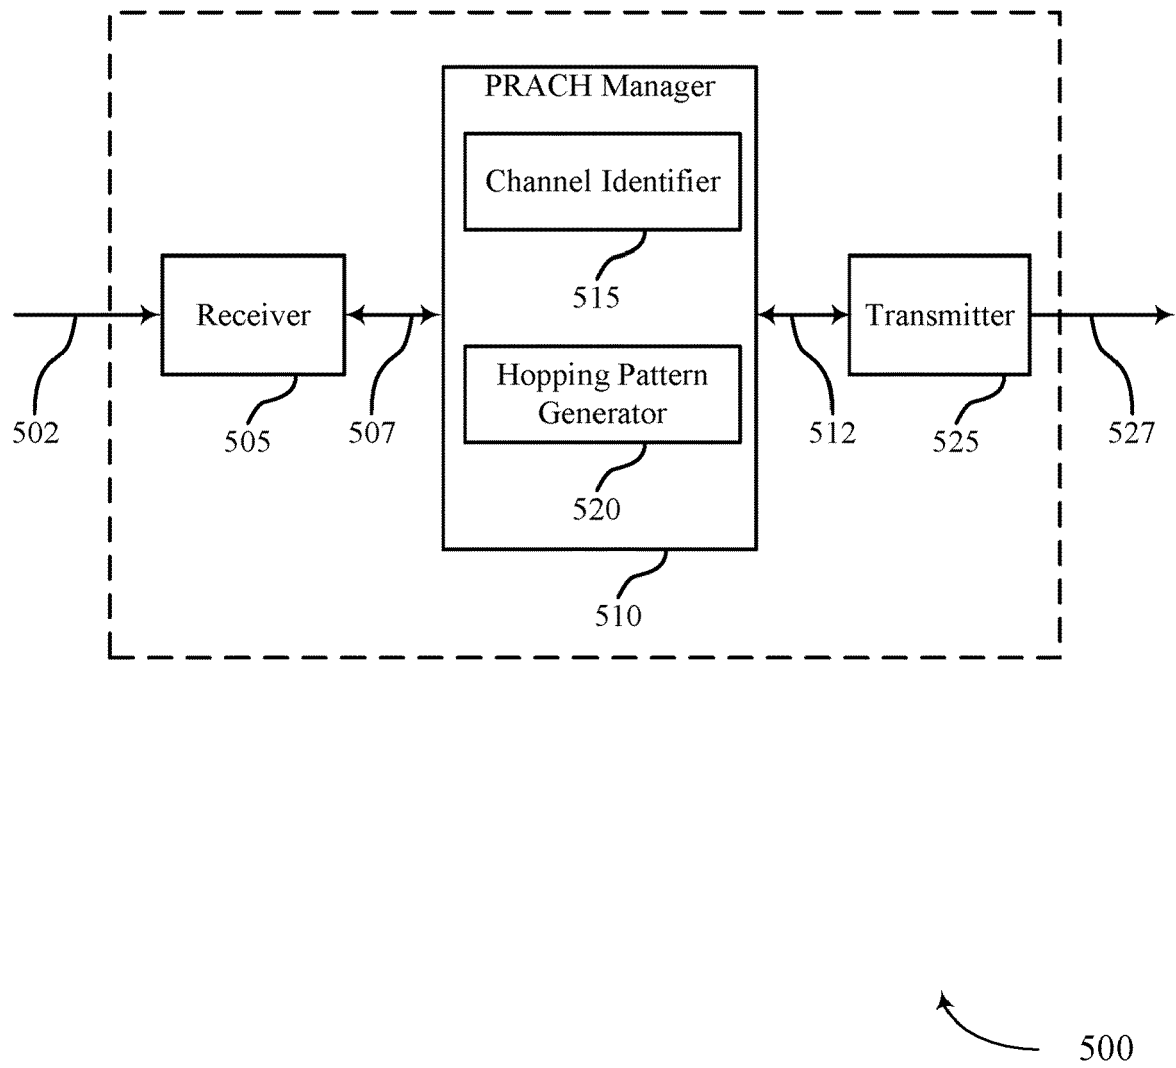 PRACH Manager
Channel Identifier
515
Receiver
Transmitter
Hopping Pattern
Generator
502
505
507
512
525
527
520
510
500